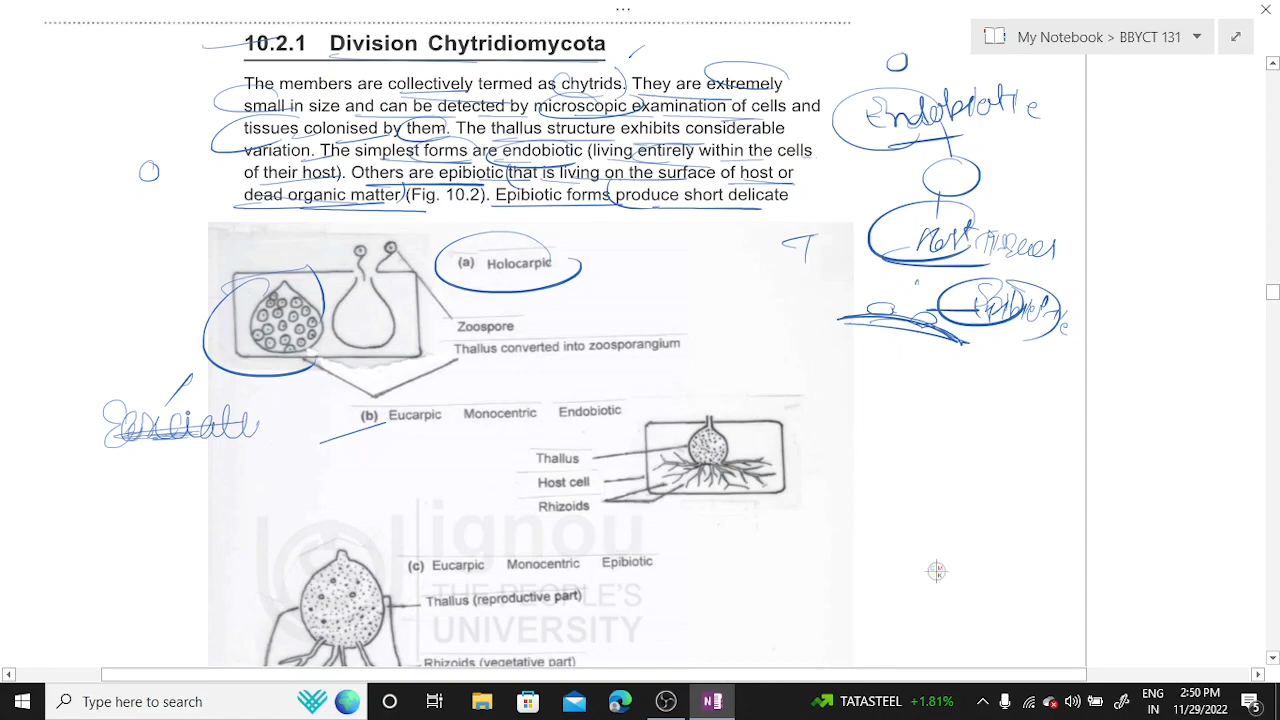 My Notebook > BBYCT 131
10.2.1 Division Chytridiomycota
The members are collectively termed as chytrids. They are extremely
small in size and can be detected by microscopic examination of cells and
tissues colonised by them. The thallus structure exhibits considerable
variation. The simplest forms are endobiotic (living entirely within the cells
of their host). Others are epibiotic (that is living on the surface of host or
dead organic matter (Fig. 10.2). Epibiotic forms produce short delicate
Endobiotic
Host Tissues
Epibiotic
(a) Holocarpic
Zoospore
Thallus converted into zoosporangium
(b) Eucarpic Monocentric Endobiotic
Thallus
Host cell
Rhizoids
ignou
THE PEOPLE'S
UNIVERSITY
(c) Eucarpic Monocentric Epibiotic
Thallus (reproductive part)
Rhizoids (vegetative part)
Type here to search
TATASTEEL +1.81%
ENG
IN
2:50 PM
11/29/2022
5